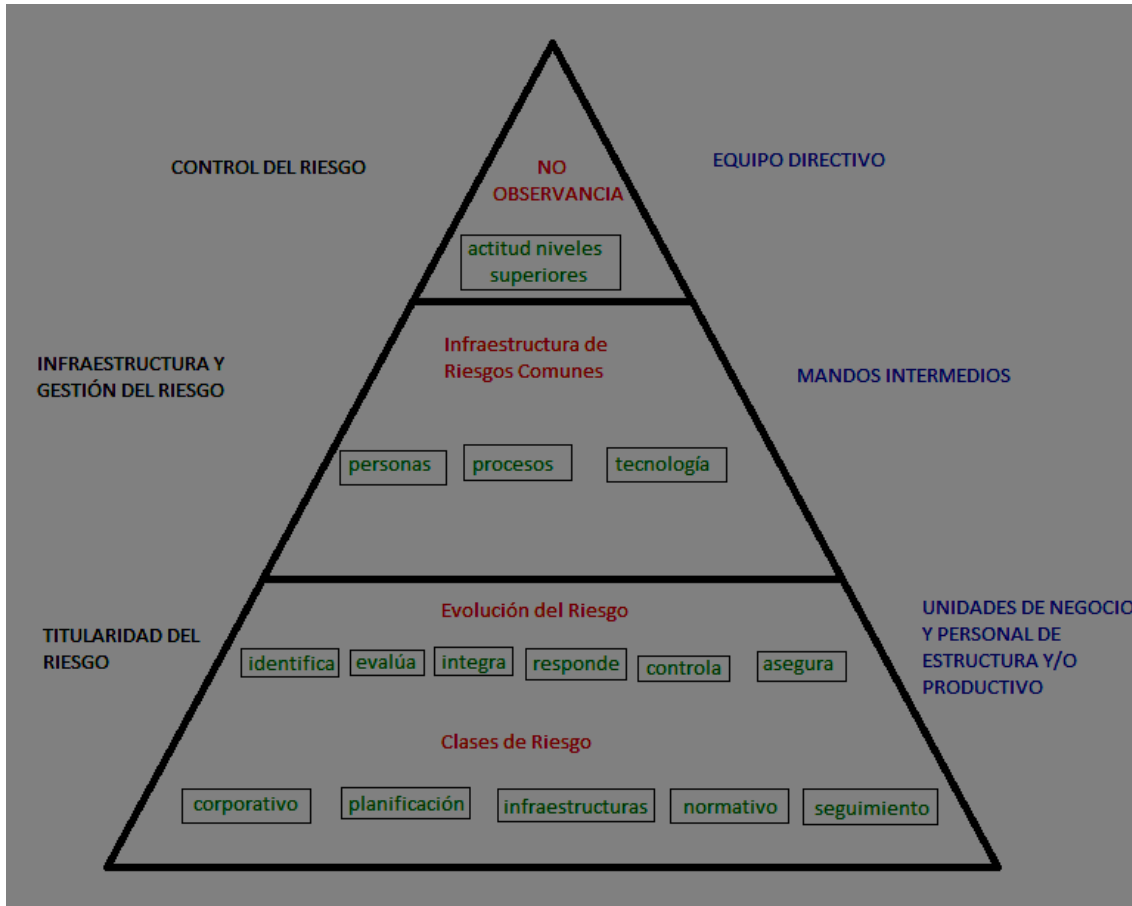 CONTROL DEL RIESGO
NO
OBSERVANCIA
EQUIPO DIRECTIVO
actitud niveles
superiores
INFRAESTRUCTURA Y
GESTIÓN DEL RIESGO
Infraestructura de
Riesgos Comunes
MANDOS INTERMEDIOS
personas
procesos
tecnología
TITULARIDAD DEL
RIESGO
Evolución del Riesgo
UNIDADES DE NEGOCIO
Y PERSONAL DE
ESTRUCTURA Y/O
PRODUCTIVO
identifica
evalúa
integra
responde
controla
asegura
Clases de Riesgo
corporativo
planificación
infraestructuras
normativo
seguimiento